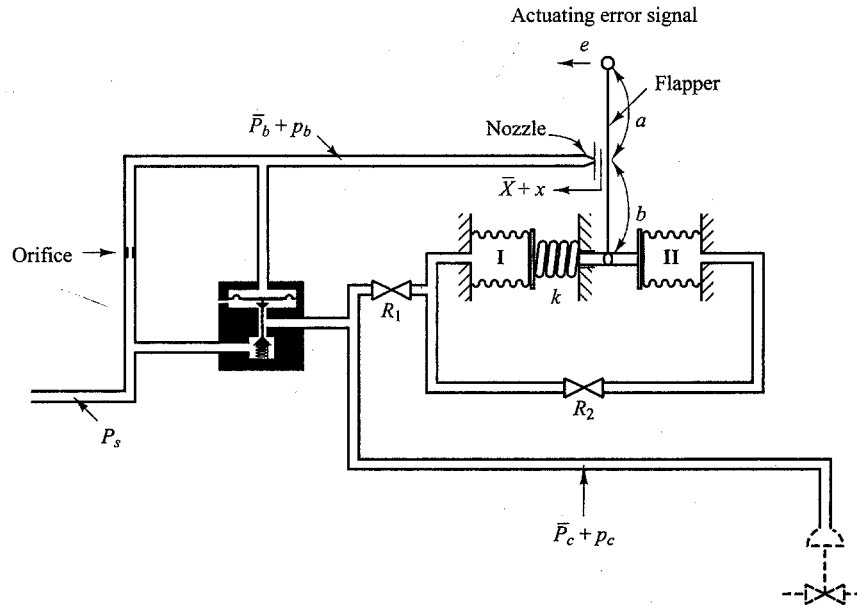 Actuating error signal
e
Flapper
P̄b + pb
Nozzle
a
X̄ + x
b
Orifice
I
II
k
R1
R2
Ps
P̄c + pc